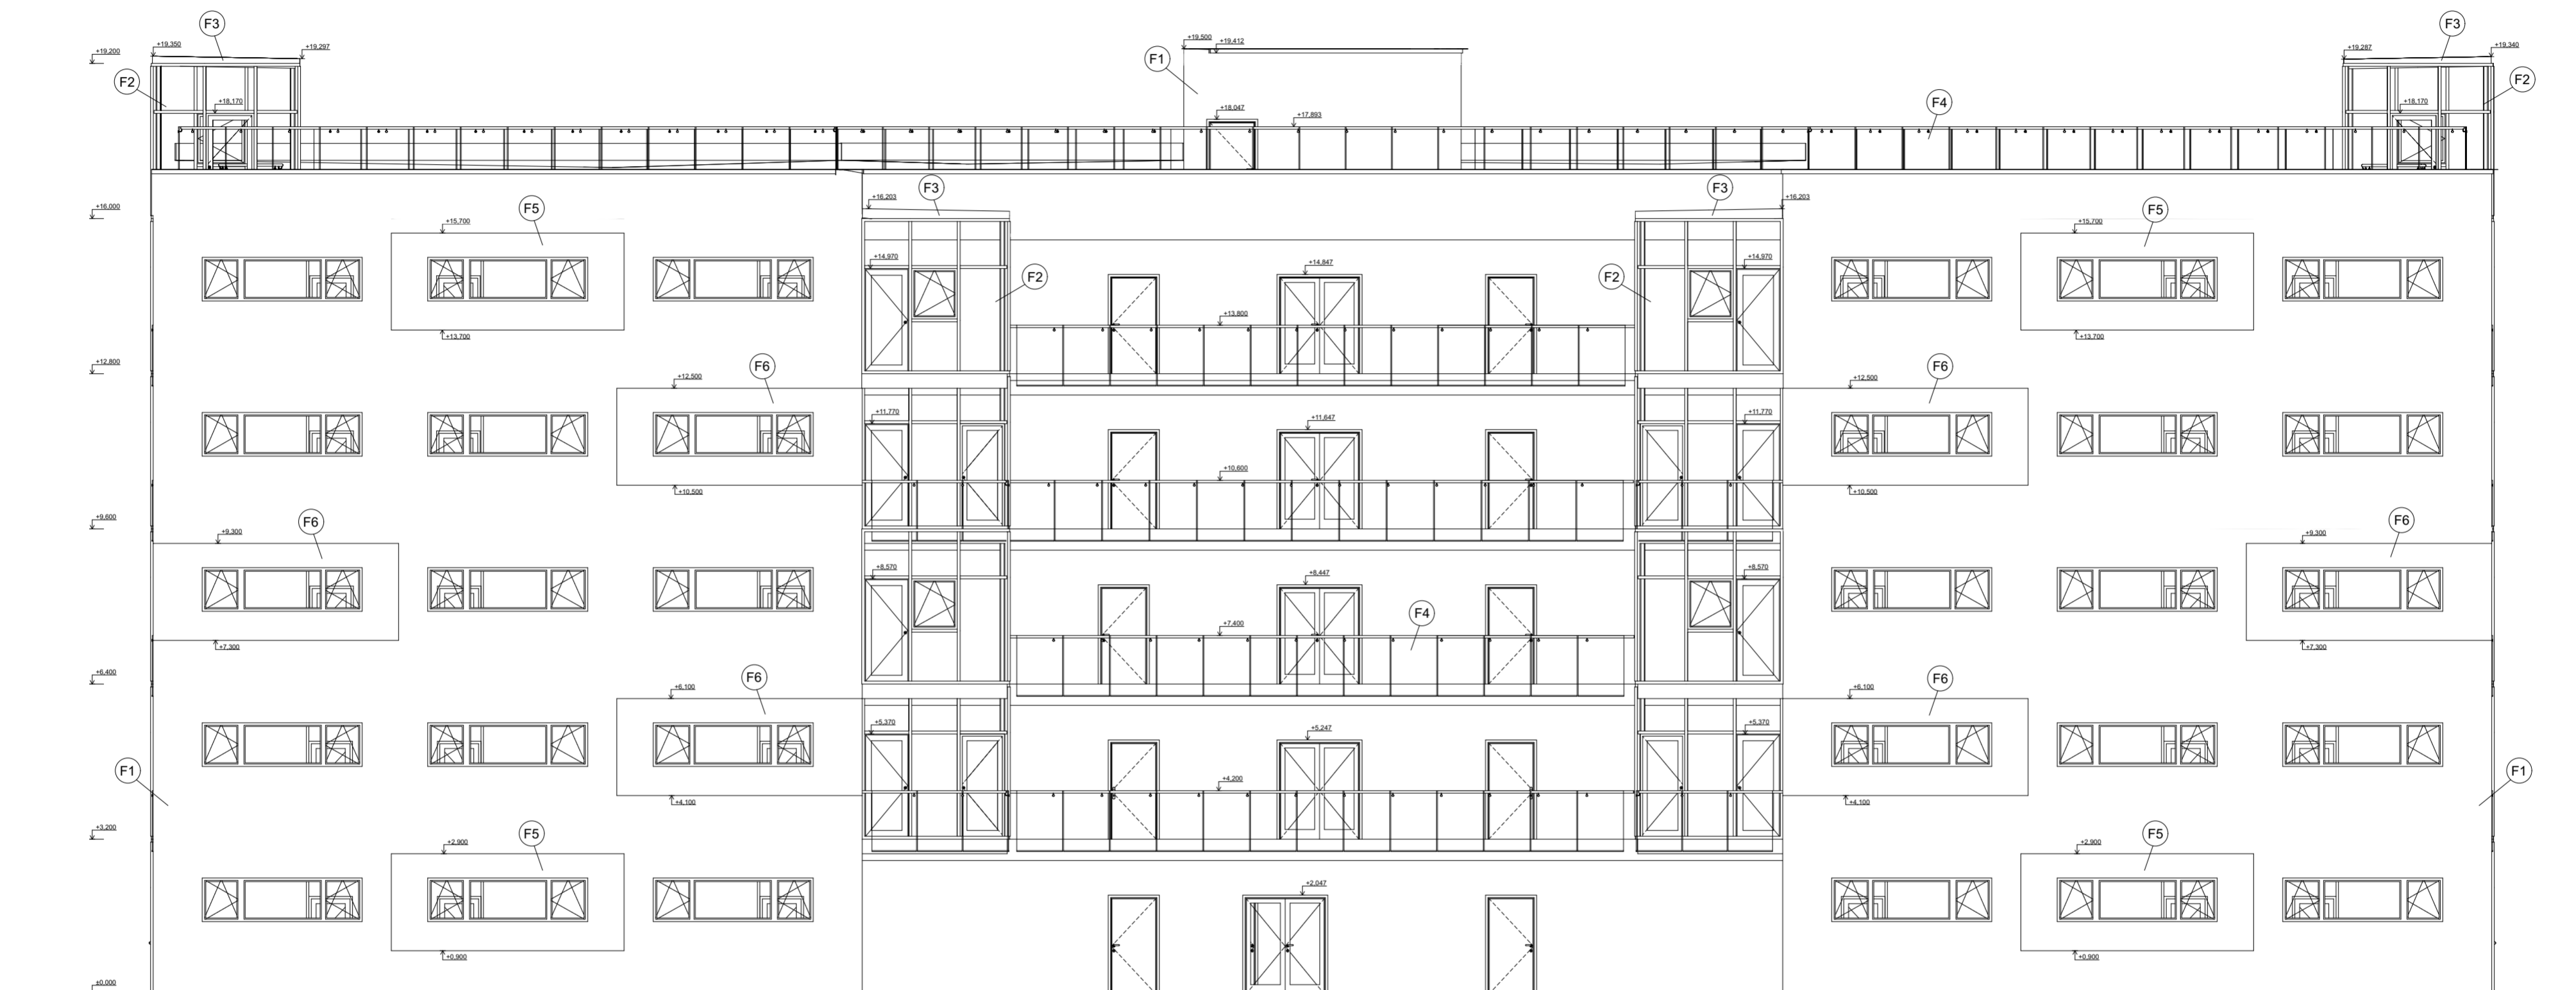 F3
F3
+19,500
+19,412
+19,350
+19,297
+19,287
+19,340
+19,200
F1
F2
F2
+18,170
+18,047
+17,893
F4
+18,170
F3
F3
+16,203
+16,203
+16,000
F5
F5
+15,700
+15,700
+14,970
F2
+14,847
F2
+14,970
+13,800
+13,700
+13,700
+12,800
F6
F6
+12,500
+12,500
+11,770
+11,647
+11,770
+10,600
+10,500
+10,500
+9,600
F6
F6
+9,300
+9,300
+8,570
+8,447
+8,570
+7,400
F4
+7,300
+7,300
+6,400
F6
F6
+6,100
+6,100
+5,370
+5,247
+5,370
F1
F1
+4,200
+4,100
+4,100
+3,200
F5
F5
+2,900
+2,900
+2,047
+0,900
+0,900
±0,000